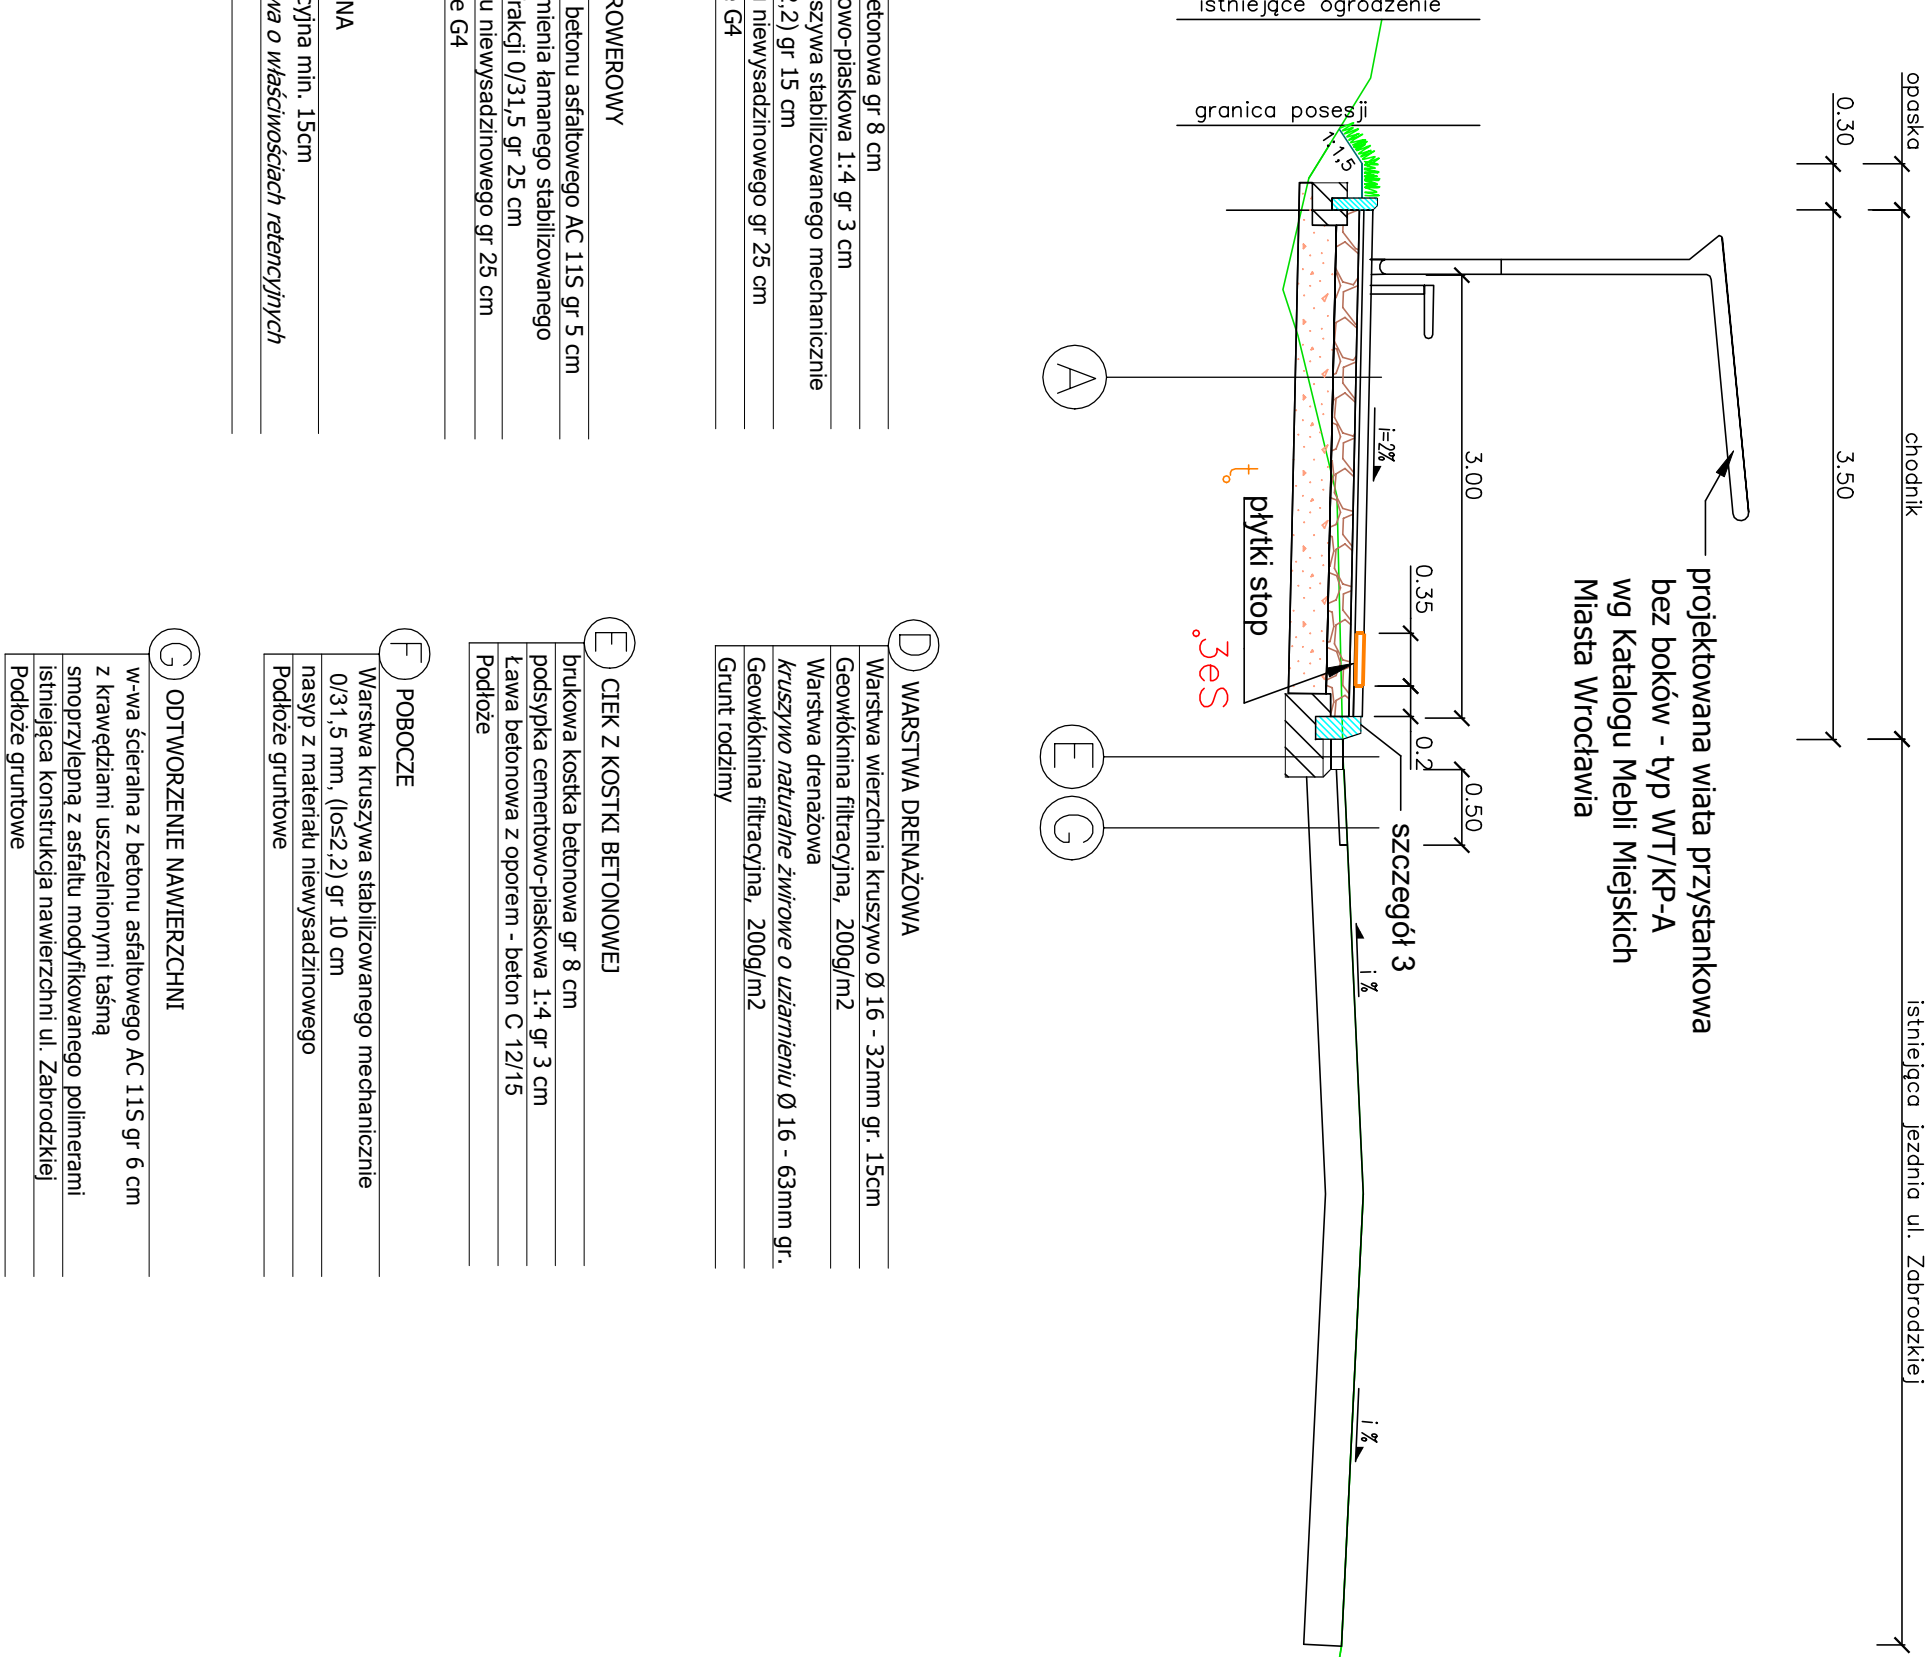 opaska
chodnik
istniejąca jezdnia ul. Zabrodzkiej
0.30
3.50
projektowana wiata przystankowa
bez boków - typ WT/KP-A
wg Katalogu Mebli Miejskich
Miasta Wrocławia
3.00
0.35
0.2
0.50
istniejące ogrodzenie
granica posesji
1:1,5
i=2%
szczegół 3
i %
i %
płytki stop
t
3eS
A
E
G
etonowa gr 8 cm
owo-piaskowa 1:4 gr 3 cm
szywa stabilizowanego mechanicznie
2,2) gr 15 cm
niewysadzinowego gr 25 cm
G4
D WARSTWA DRENAŻOWA
Warstwa wierzchnia kruszywo Ø 16 - 32mm gr. 15cm
Geowłóknina filtracyjna, 200g/m2
Warstwa drenażowa
kruszywo naturalne żwirowe o uziarnieniu Ø 16 - 63mm gr.
Geowłóknina filtracyjna, 200g/m2
Grunt rodzimy
ROWEROWY
betonu asfaltowego AC 11S gr 5 cm
mienia łamanego stabilizowanego
rakcji 0/31,5 gr 25 cm
u niewysadzinowego gr 25 cm
e G4
E CIEK Z KOSTKI BETONOWEJ
brukowa kostka betonowa gr 8 cm
podsypka cementowo-piaskowa 1:4 gr 3 cm
Ława betonowa z oporem - beton C 12/15
Podłoże
NA
cyjna min. 15cm
wa o właściwościach retencyjnych
F POBOCZE
Warstwa kruszywa stabilizowanego mechanicznie
0/31,5 mm, (Io≤2,2) gr 10 cm
nasyp z materiału niewysadzinowego
Podłoże gruntowe
G ODTWORZENIE NAWIERZCHNI
w-wa ścieralna z betonu asfaltowego AC 11S gr 6 cm
z krawędziami uszczelnionymi taśmą
smoprzylepną z asfaltu modyfikowanego polimerami
istniejąca konstrukcja nawierzchni ul. Zabrodzkiej
Podłoże gruntowe